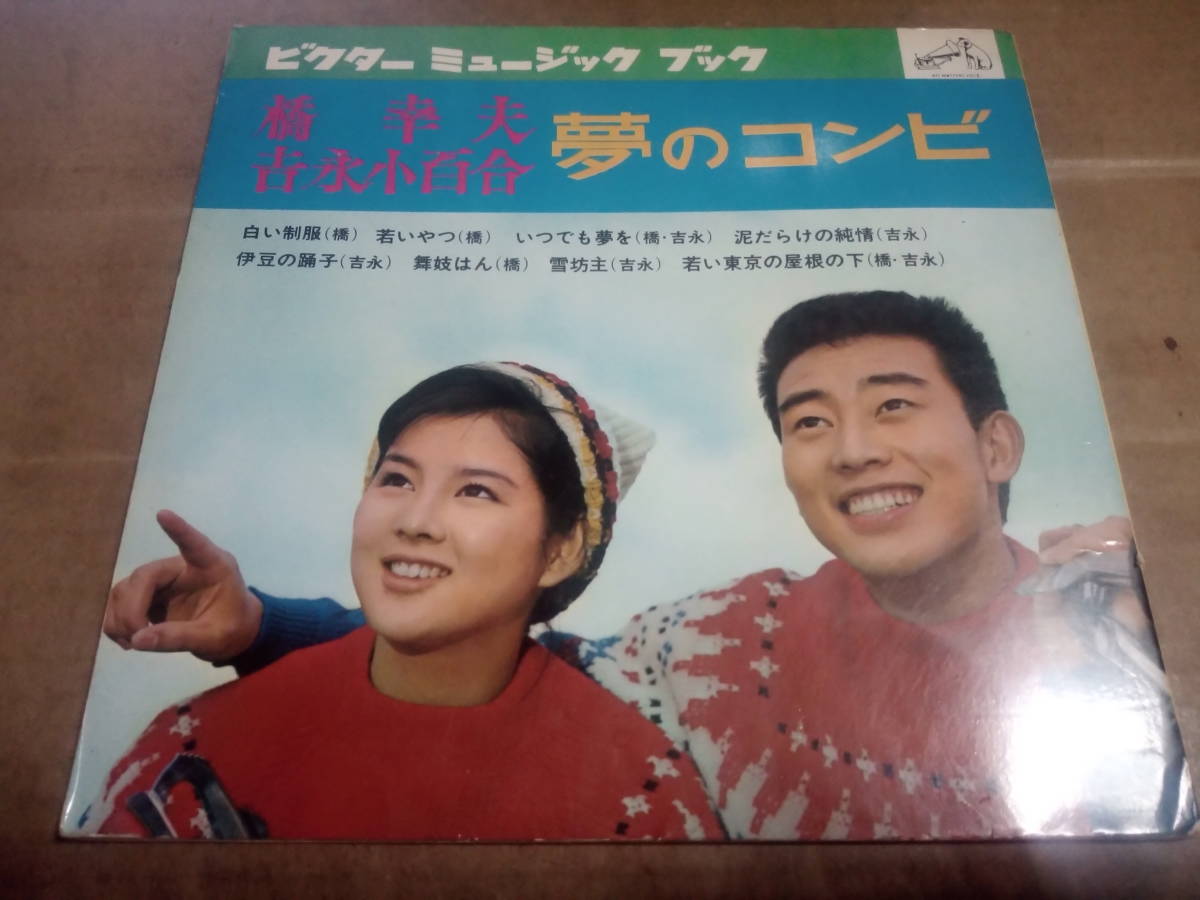 ビクター ミュージック ブック
橋 幸夫
吉永小百合
夢のコンビ
白い制服(橋) 若いやつ(橋) いつでも夢を(橋・吉永) 泥だらけの純情(吉永)
伊豆の踊子(吉永) 舞妓はん(橋) 雪坊主(吉永) 若い東京の屋根の下(橋・吉永)